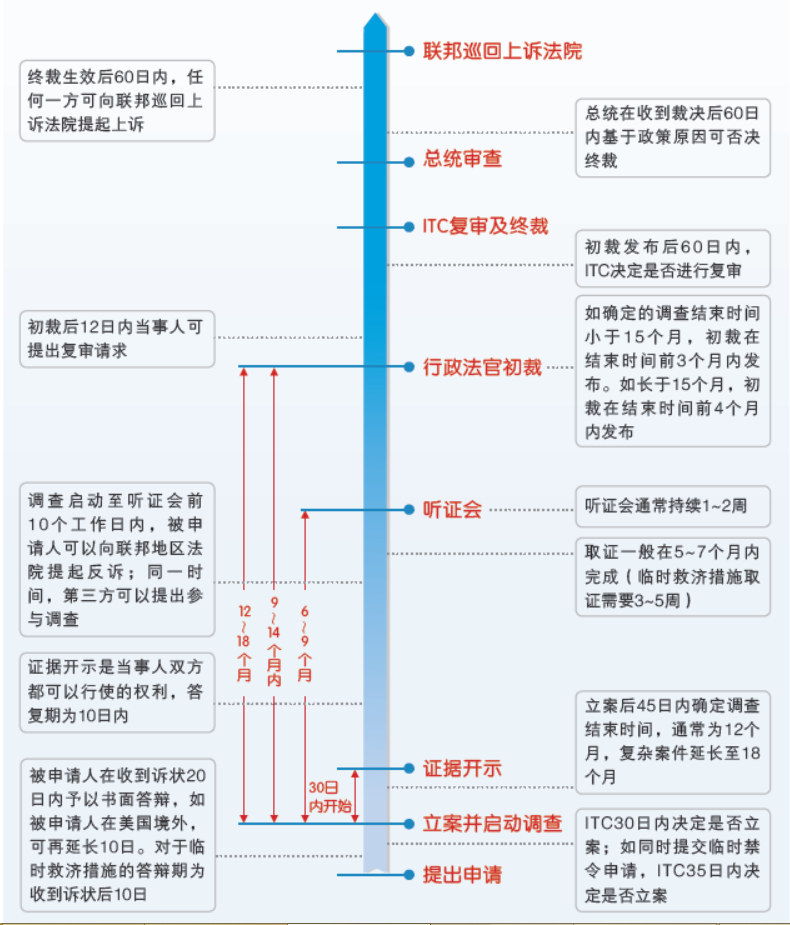 联邦巡回上诉法院
终裁生效后60日内，任
何一方可向联邦巡回上
诉法院提起上诉
总统在收到裁决后60日
内基于政策原因可否决
终裁
总统审查
ITC复审及终裁
初裁发布后60日内，
ITC决定是否进行复审
初裁后12日内当事人可
提出复审请求
如确定的调查结束时间
小于15个月，初裁在
结束时间前3个月内发
布。如长于15个月，初
裁在结束时间前4个月
内发布
行政法官初裁
调查启动至听证会前
10个工作日内，被申
请人可以向联邦地区法
院提起反诉；同一时
间，第三方可以提出参
与调查
听证会
听证会通常持续1~2周
取证一般在5~7个月内
完成（临时救济措施取
证需要3~5周）
12~18个月
9~14个月内
6~9个月
证据开示是当事人双方
都可以行使的权利，答
复期为10日内
立案后45日内确定调查
结束时间，通常为12个
月，复杂案件延长至18
个月
证据开示
30日
内开始
被申请人在收到诉状20
日内予以书面答辩，如
被申请人在美国境外，
可再延长10日。对于临
时救济措施的答辩期为
收到诉状后10日
立案并启动调查
ITC30日内决定是否立
案；如同时提交临时禁
令申请，ITC35日内决
定是否立案
提出申请